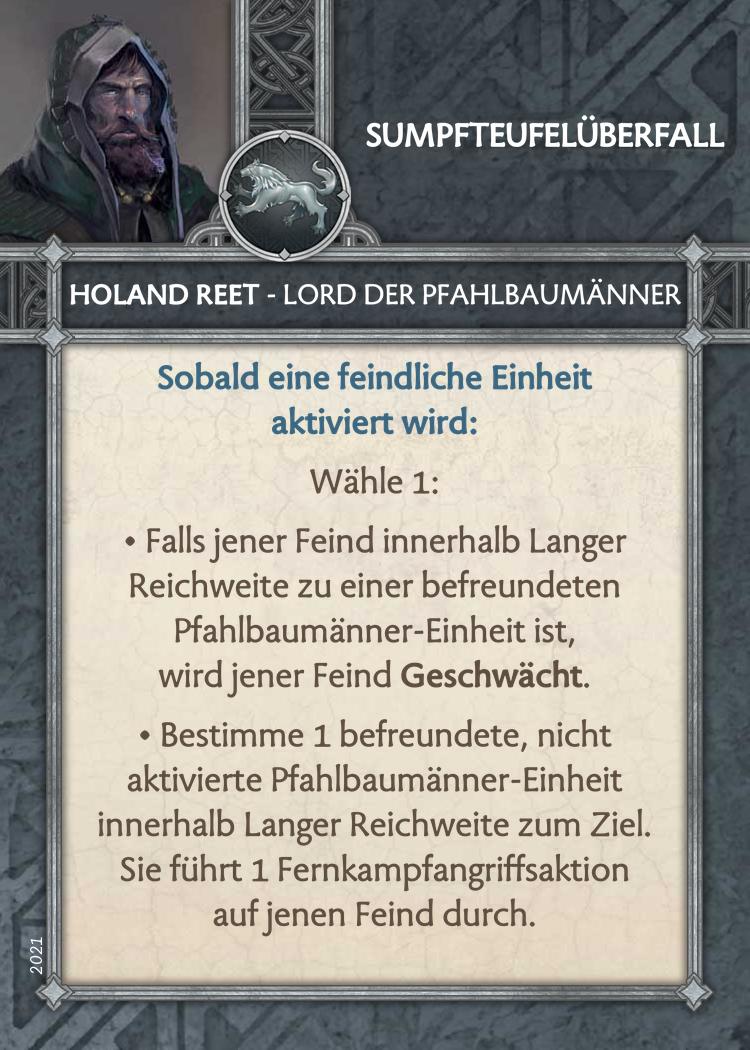 SUMPFTEUFELÜBERFALL
HOLAND REET - LORD DER PFAHLBAUMÄNNER
Sobald eine feindliche Einheit
aktiviert wird:
Wähle 1:
• Falls jener Feind innerhalb Langer
Reichweite zu einer befreundeten
Pfahlbaumänner-Einheit ist,
wird jener Feind Geschwächt.
• Bestimme 1 befreundete, nicht
aktivierte Pfahlbaumänner-Einheit
innerhalb Langer Reichweite zum Ziel.
Sie führt 1 Fernkampfangriffsaktion
auf jenen Feind durch.
2021